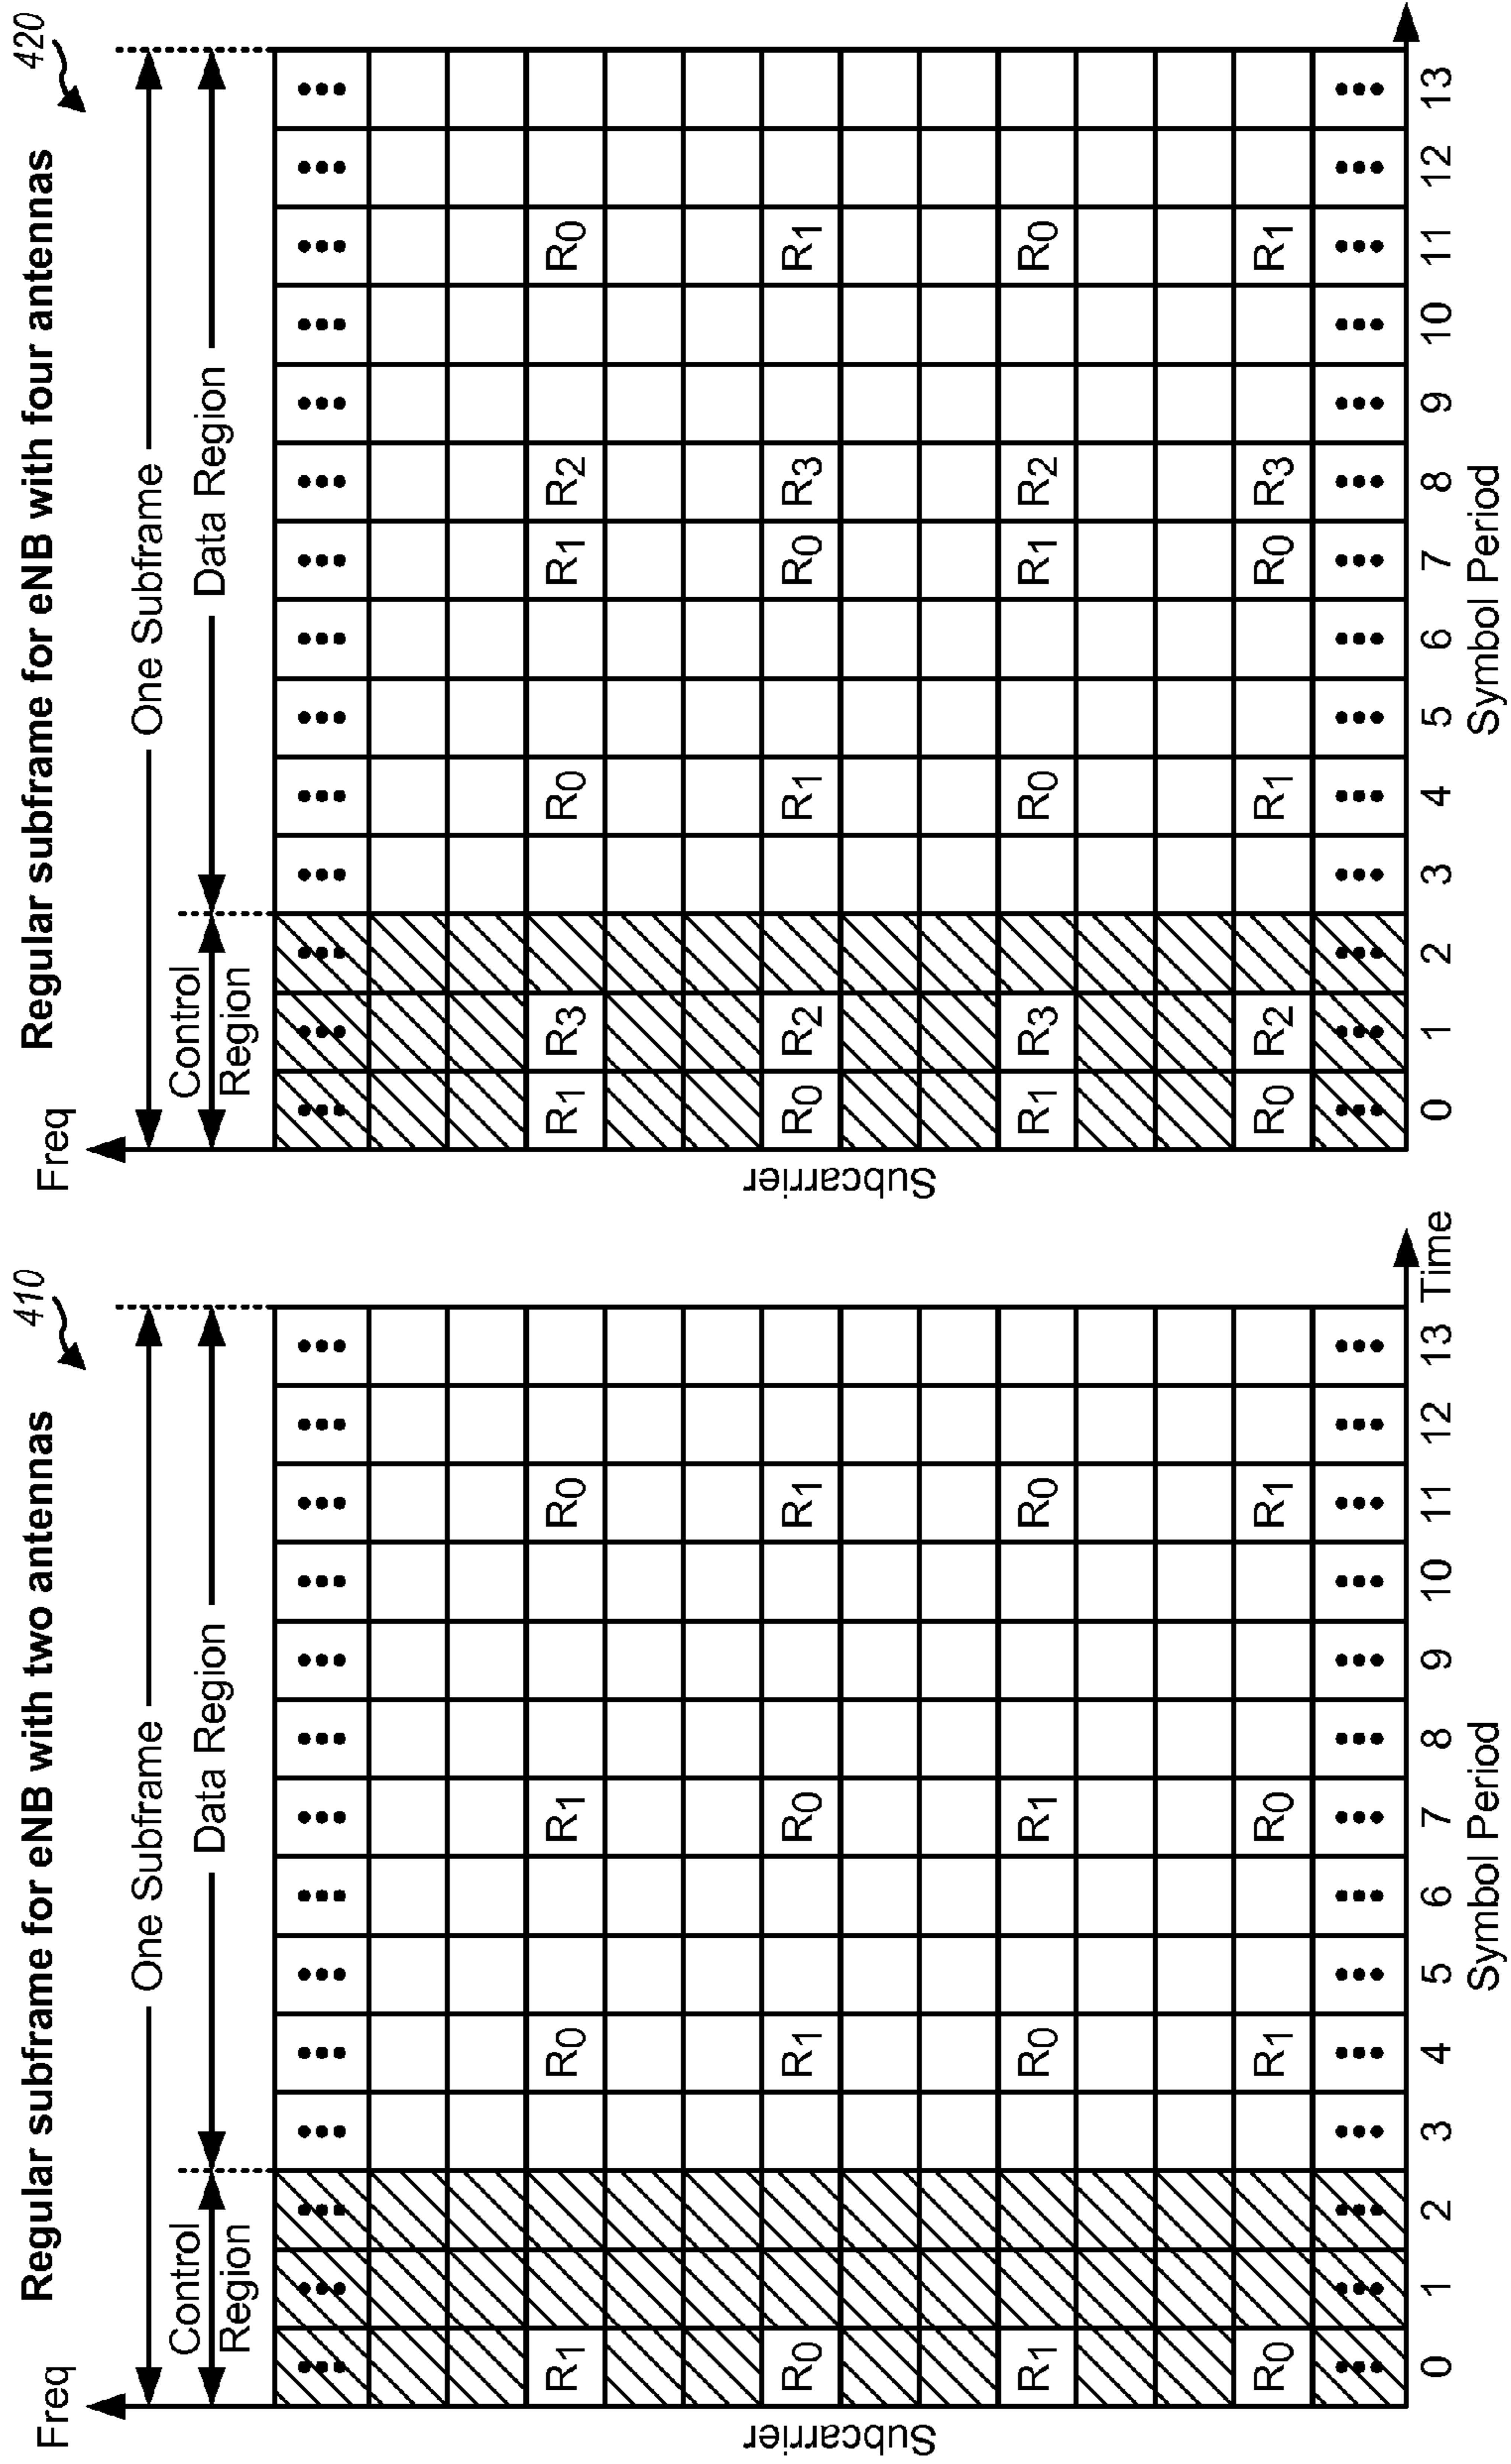 Regular subframe for eNB with two antennas
410
Freq
One Subframe
Control
Region
Data Region
Subcarrier
R1 R1 R0 R0
R0 R1 R0 R1
R1 R0 R1 R0
R0 R1 R0 R1
0 1 2 3 4 5 6 7 8 9 10 11 12 13
Time
Symbol Period
Regular subframe for eNB with four antennas
420
Freq
One Subframe
Control
Region
Data Region
Subcarrier
R1 R3 R0 R1 R2 R0
R0 R2 R1 R0 R3 R1
R1 R3 R0 R1 R2 R0
R0 R2 R1 R0 R3 R1
0 1 2 3 4 5 6 7 8 9 10 11 12 13
Symbol Period